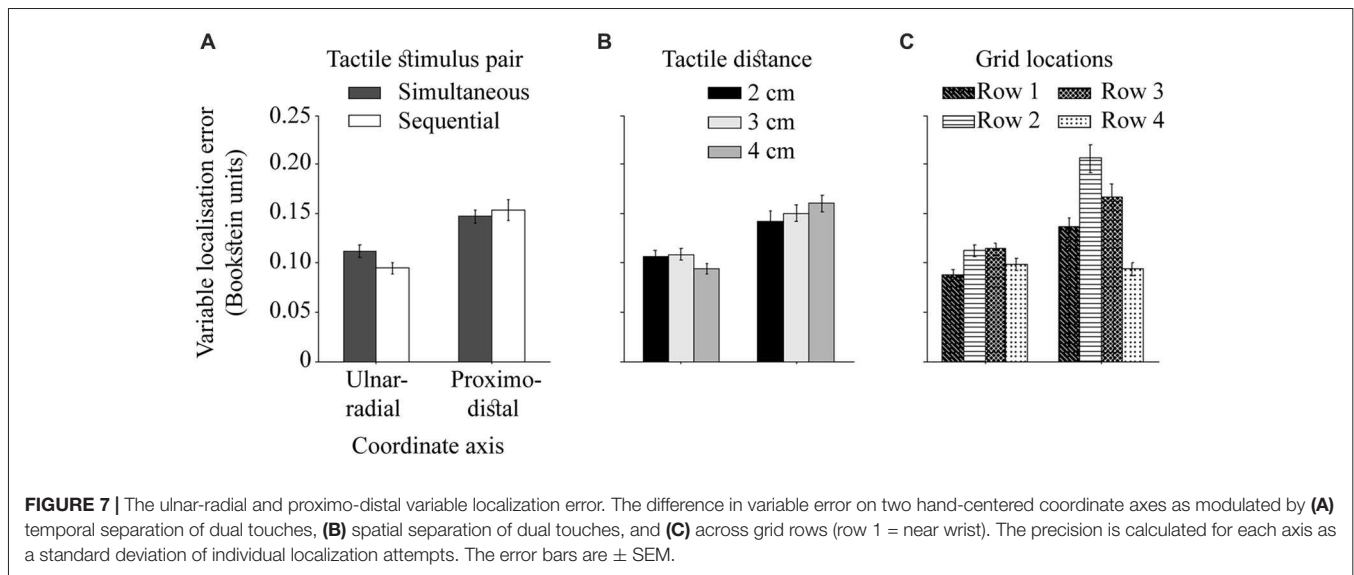 A
Tactile stimulus pair
Simultaneous
Sequential
Variable localisation error
(Bookstein units)
0.25
0.20
0.15
0.10
0.05
0
Ulnar-
radial
Proximo-
distal
Coordinate axis
B
Tactile distance
2 cm
3 cm
4 cm
C
Grid locations
Row 1
Row 3
Row 2
Row 4
FIGURE 7 | The ulnar-radial and proximo-distal variable localization error. The difference in variable error on two hand-centered coordinate axes as modulated by (A)
temporal separation of dual touches, (B) spatial separation of dual touches, and (C) across grid rows (row 1 = near wrist). The precision is calculated for each axis as
a standard deviation of individual localization attempts. The error bars are ± SEM.